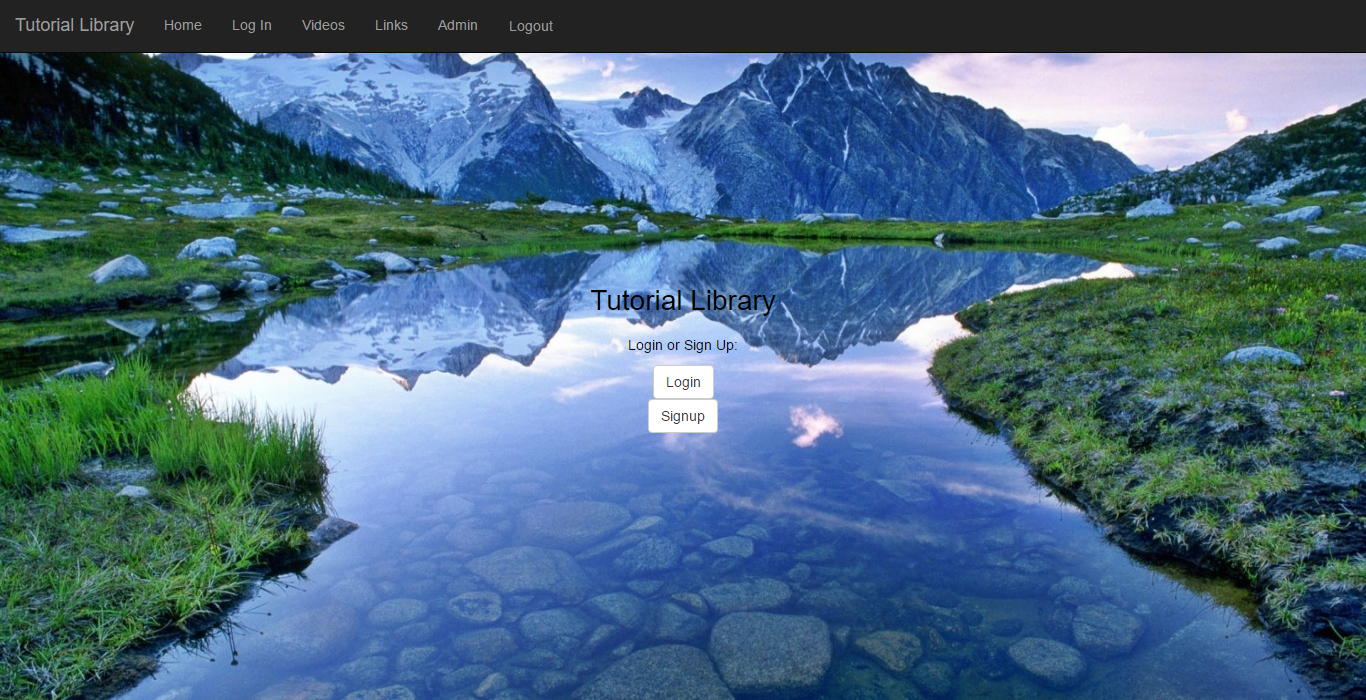 Tutorial Library Home Log In Videos Links Admin Logout
Tutorial Library
Login or Sign Up:
Login
Signup